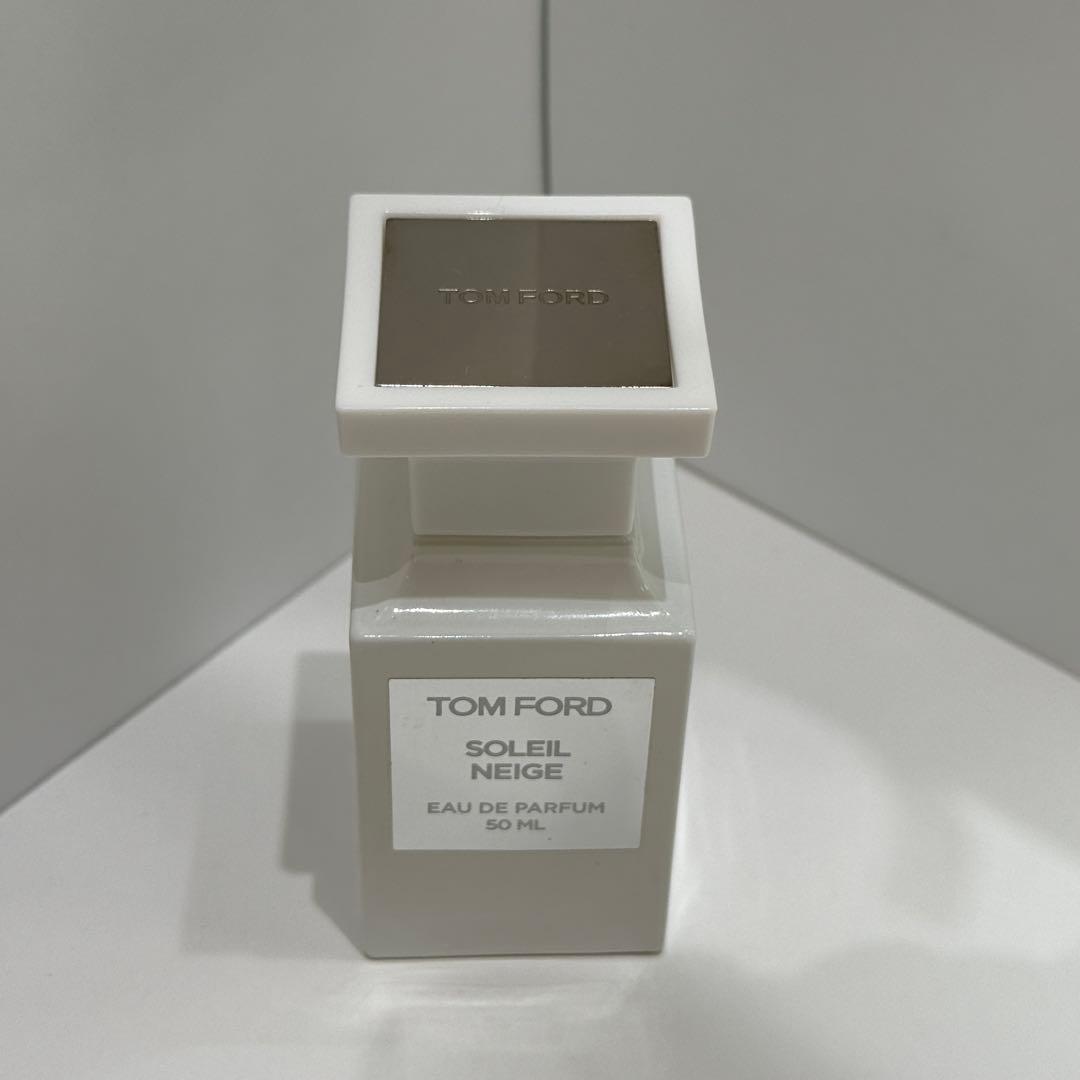 TOM FORD
TOM FORD
SOLEIL
NEIGE
EAU DE PARFUM
50 ML